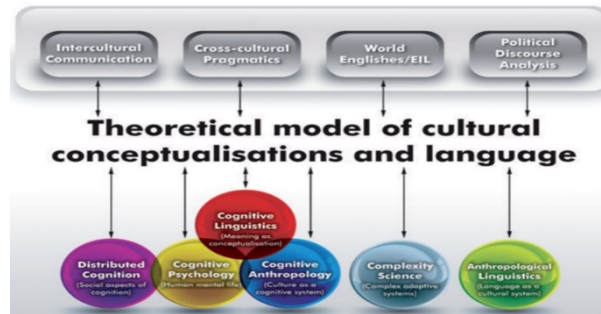 Intercultural
Communication
Cross-cultural
Pragmatics
World
Englishes/EIL
Political
Discourse
Analysis
Theoretical model of cultural
conceptualisations and language
Cognitive
Linguistics
(Meaning as
conceptualisation)
Distributed
Cognition
(Social aspects of
cognition)
Cognitive
Psychology
(Human mental life)
Cognitive
Anthropology
(Culture as a
cognitive system)
Complexity
Science
(Complex adaptive
systems)
Anthropological
Linguistics
(Language as a
cultural system)